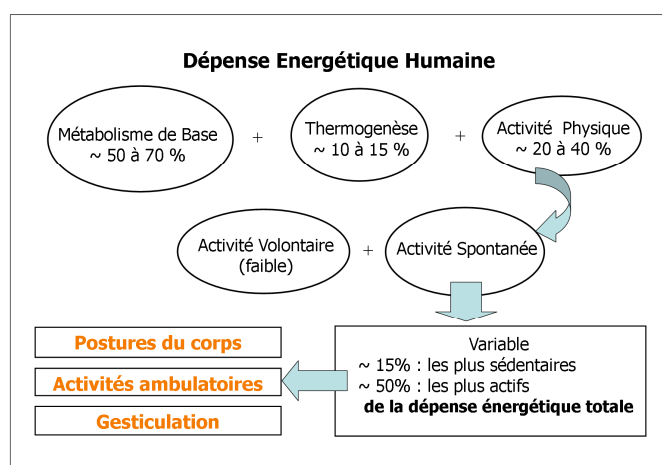 Dépense Energétique Humaine
Métabolisme de Base
~ 50 à 70 %
+
Thermogenèse
~ 10 à 15 %
+
Activité Physique
~ 20 à 40 %
Activité Volontaire
(faible)
+
Activité Spontanée
Postures du corps
Activités ambulatoires
Gesticulation
Variable
~ 15% : les plus sédentaires
~ 50% : les plus actifs
de la dépense énergétique totale